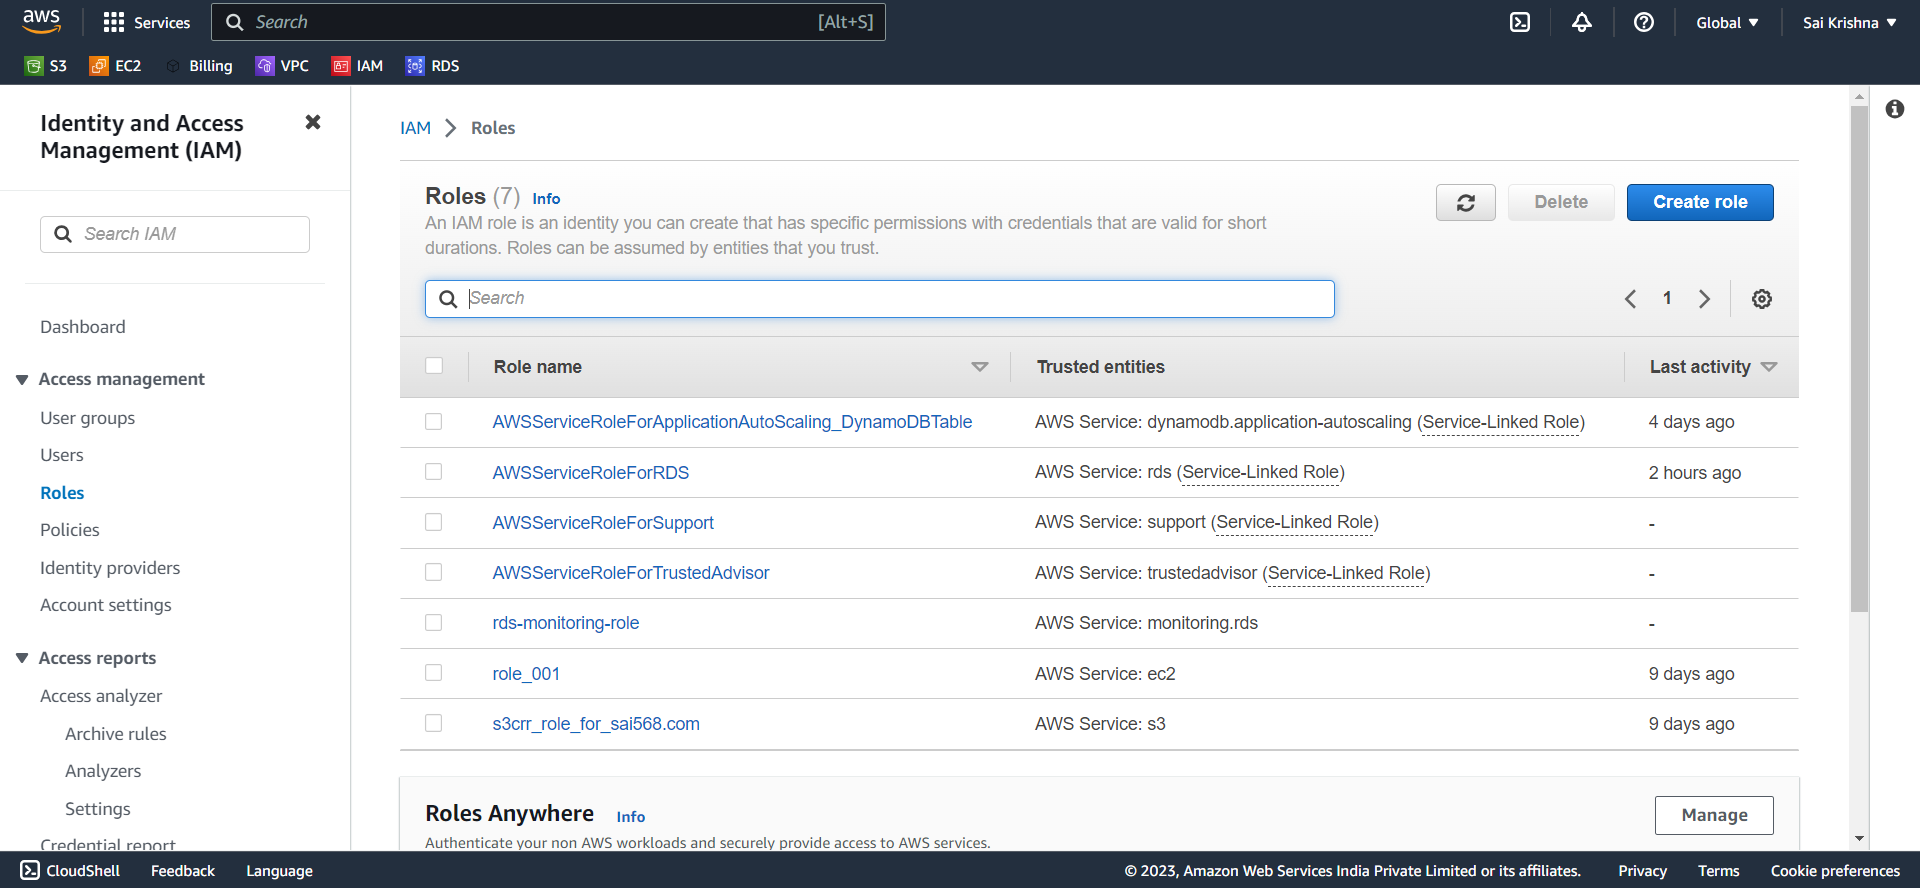 aws
Services
Search
[Alt+S]
Global
Sai Krishna
S3
EC2
Billing
VPC
IAM
RDS
Identity and Access
Management (IAM)
Search IAM
Dashboard
Access management
User groups
Users
Roles
Policies
Identity providers
Account settings
Access reports
Access analyzer
Archive rules
Analyzers
Settings
Credential report
IAM > Roles
Roles (7) Info
An IAM role is an identity you can create that has specific permissions with credentials that are valid for short
durations. Roles can be assumed by entities that you trust.
Delete
Create role
Search
1
Role name Trusted entities Last activity
AWSServiceRoleForApplicationAutoScaling_DynamoDBTable AWS Service: dynamodb.application-autoscaling (Service-Linked Role) 4 days ago
AWSServiceRoleForRDS AWS Service: rds (Service-Linked Role) 2 hours ago
AWSServiceRoleForSupport AWS Service: support (Service-Linked Role) -
AWSServiceRoleForTrustedAdvisor AWS Service: trustedadvisor (Service-Linked Role) -
rds-monitoring-role AWS Service: monitoring.rds -
role_001 AWS Service: ec2 9 days ago
s3crr_role_for_sai568.com AWS Service: s3 9 days ago
Roles Anywhere Info
Authenticate your non AWS workloads and securely provide access to AWS services.
Manage
CloudShell
Feedback
Language
© 2023, Amazon Web Services India Private Limited or its affiliates.
Privacy
Terms
Cookie preferences